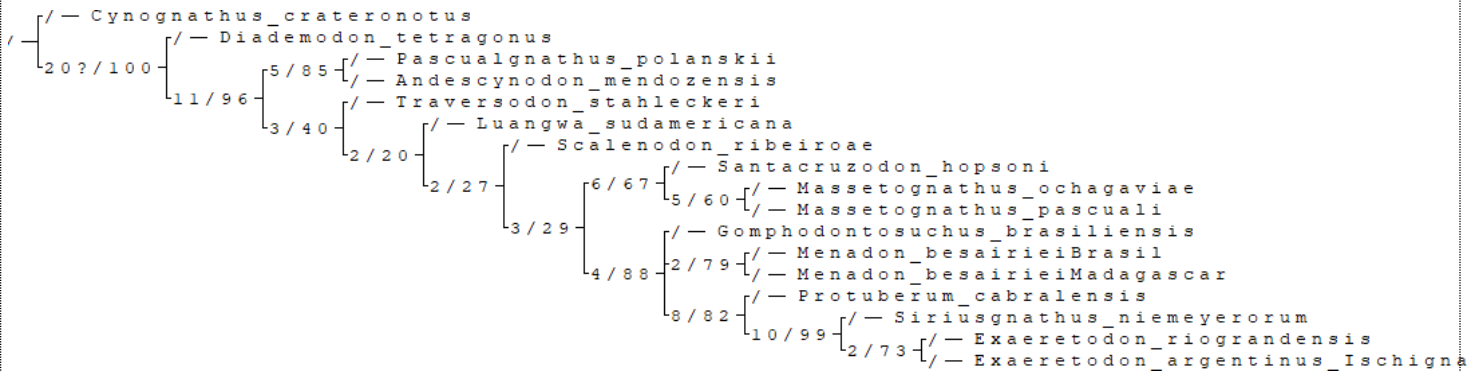 / — Cynognathus_crateronotus
/ — Diademodon_tetragonus
/ —
5/85 / — Pascualgnathus_polanskii
20?/100
/ — Andescynodon_mendozensis
11/96 / — Traversodon_stahleckeri
/ — Luangwa_sudamericana
3/40
/ — Scalenodon_ribeiroae
2/20
/ — Santacruzodon_hopsoni
2/27 6/67 / — Massetognathus_ochagaviae
5/60
/ — Massetognathus_pascuali
3/29 / — Gomphodontosuchus_brasiliensis
/ — Menadon_besairieiBrasil
2/79
4/88 / — Menadon_besairieiMadagascar
/ — Protuberum_cabralensis
8/82 / — Siriusgnathus_niemeyerorum
10/99 / — Exaeretodon_riograndensis
2/73
/ — Exaeretodon_argentinus_Ischigna